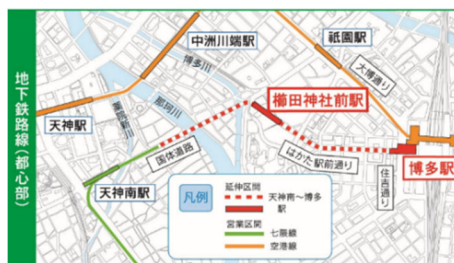 地下鉄路線(都心部)
中洲川端駅
祇園駅
博多川
大博通り
那珂川
櫛田神社前駅
天神駅
薬院新川
国体道路
はかた駅前通り
博多駅
天神南駅
住吉通り
凡例
延伸区間
天神南〜博多
駅
営業区間
七隈線
空港線